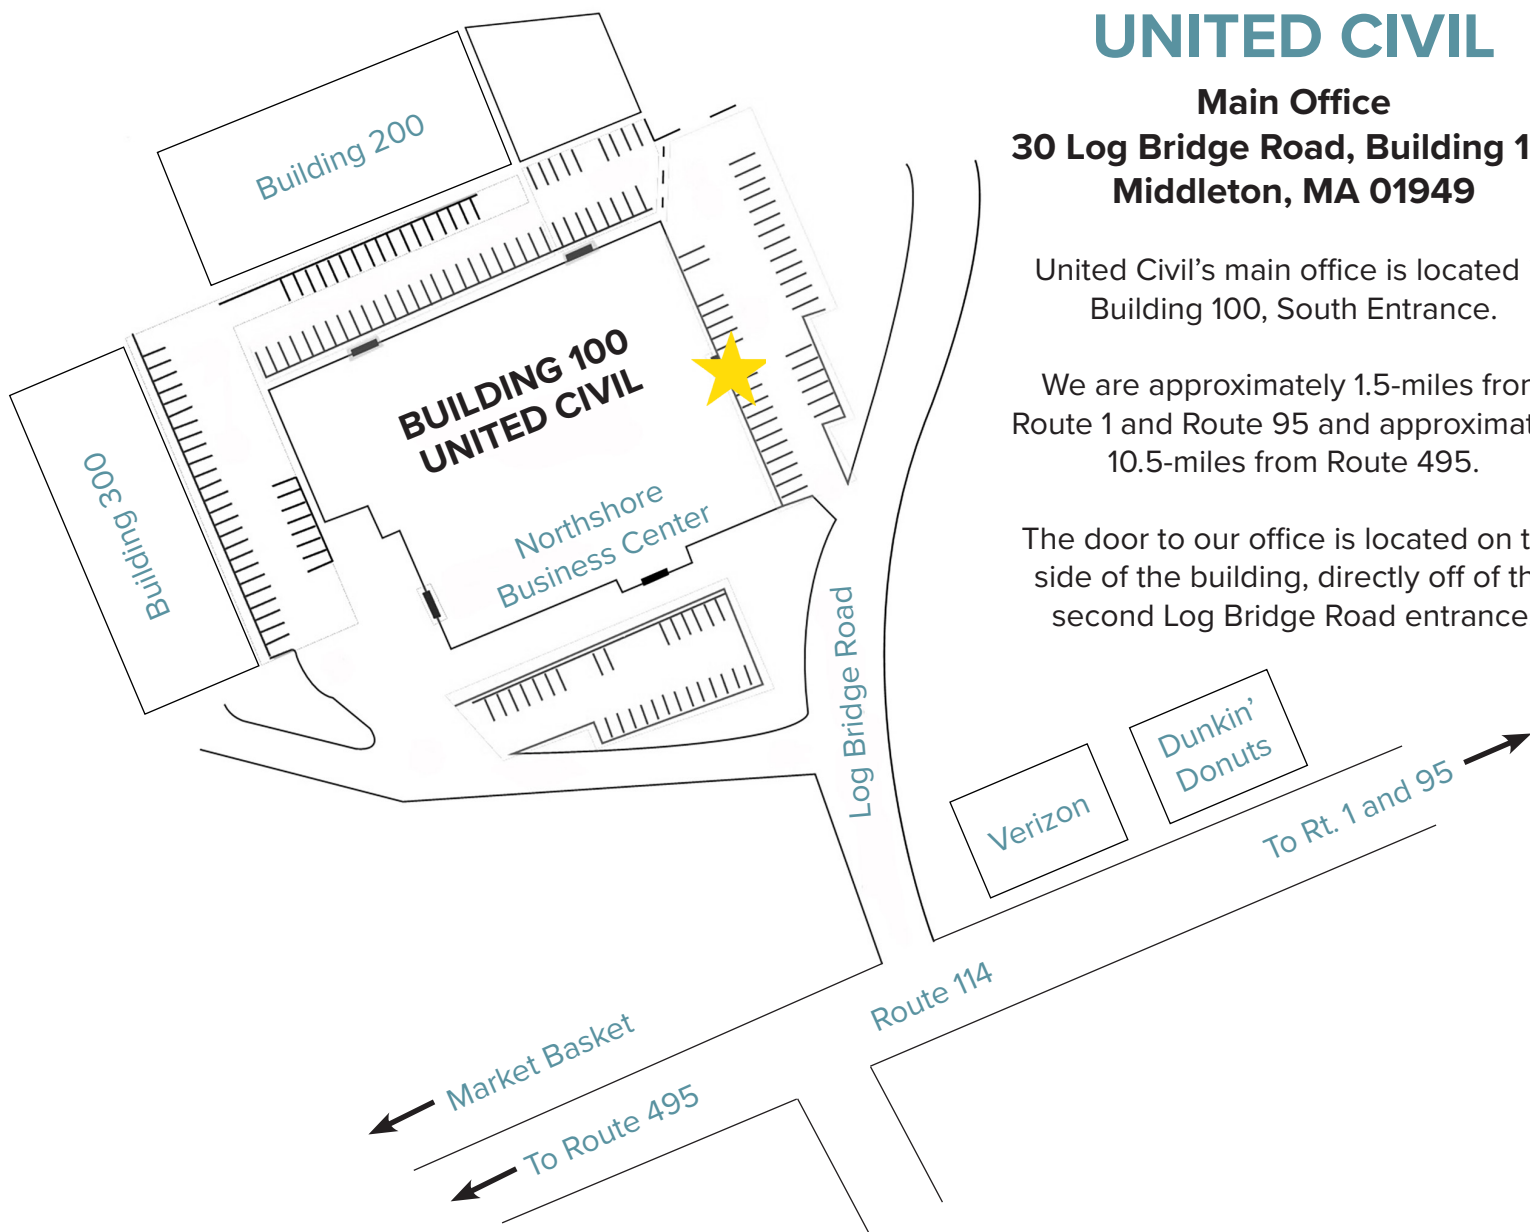 UNITED CIVIL
Main Office
30 Log Bridge Road, Building 1
Middleton, MA 01949
United Civil's main office is located
Building 100, South Entrance.
We are approximately 1.5-miles from
Route 1 and Route 95 and approximat
10.5-miles from Route 495.
The door to our office is located on t
side of the building, directly off of th
second Log Bridge Road entrance
Building 200
BUILDING 100
UNITED CIVIL
Building 300
Northshore
Business Center
Log Bridge Road
Dunkin'
Donuts
Verizon
To Rt. 1 and 95
Route 114
Market Basket
To Route 495